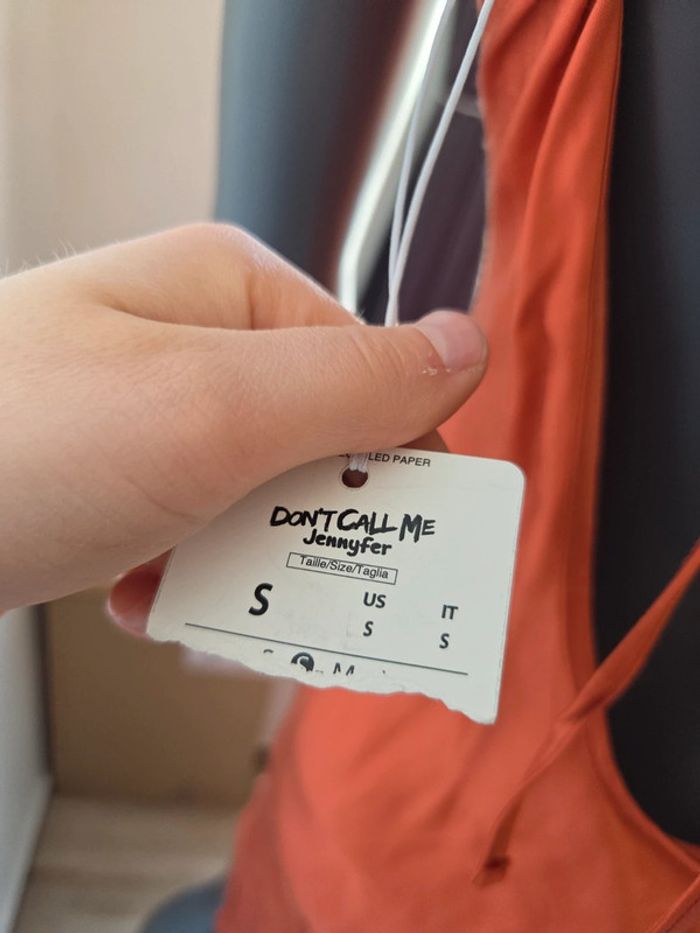 LED PAPER
DON'T CALL ME
Jennyfer
Taille/Size/Taglia
S
US
IT
S
S
S
M